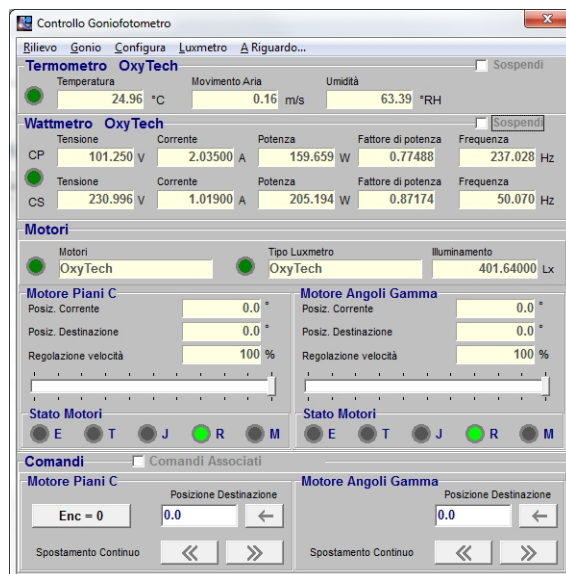 Controllo Goniofotometro
Rilievo Gonio Configura Luxmetro A Riguardo...
Termometro OxyTech Sospendi
Temperatura Movimento Aria Umidità
24.96 °C 0.16 m/s 63.39 °RH
Wattmetro OxyTech Sospendi
Tensione Corrente Potenza Fattore di potenza Frequenza
CP 101.250 V 2.03500 A 159.659 W 0.77488 237.028 Hz
Tensione Corrente Potenza Fattore di potenza Frequenza
CS 230.996 V 1.01900 A 205.194 W 0.87174 50.070 Hz
Motori
Motori Tipo Luxmetro Illuminamento
OxyTech OxyTech 401.64000 Lx
Motore Piani C Motore Angoli Gamma
Posiz. Corrente 0.0 ° Posiz. Corrente 0.0 °
Posiz. Destinazione 0.0 ° Posiz. Destinazione 0.0 °
Regolazione velocità 100 % Regolazione velocità 100 %
Stato Motori Stato Motori
E T J R M E T J R M
Comandi Comandi Associati
Motore Piani C Motore Angoli Gamma
Posizione Destinazione Posizione Destinazione
Enc = 0 0.0 0.0
Spostamento Continuo Spostamento Continuo